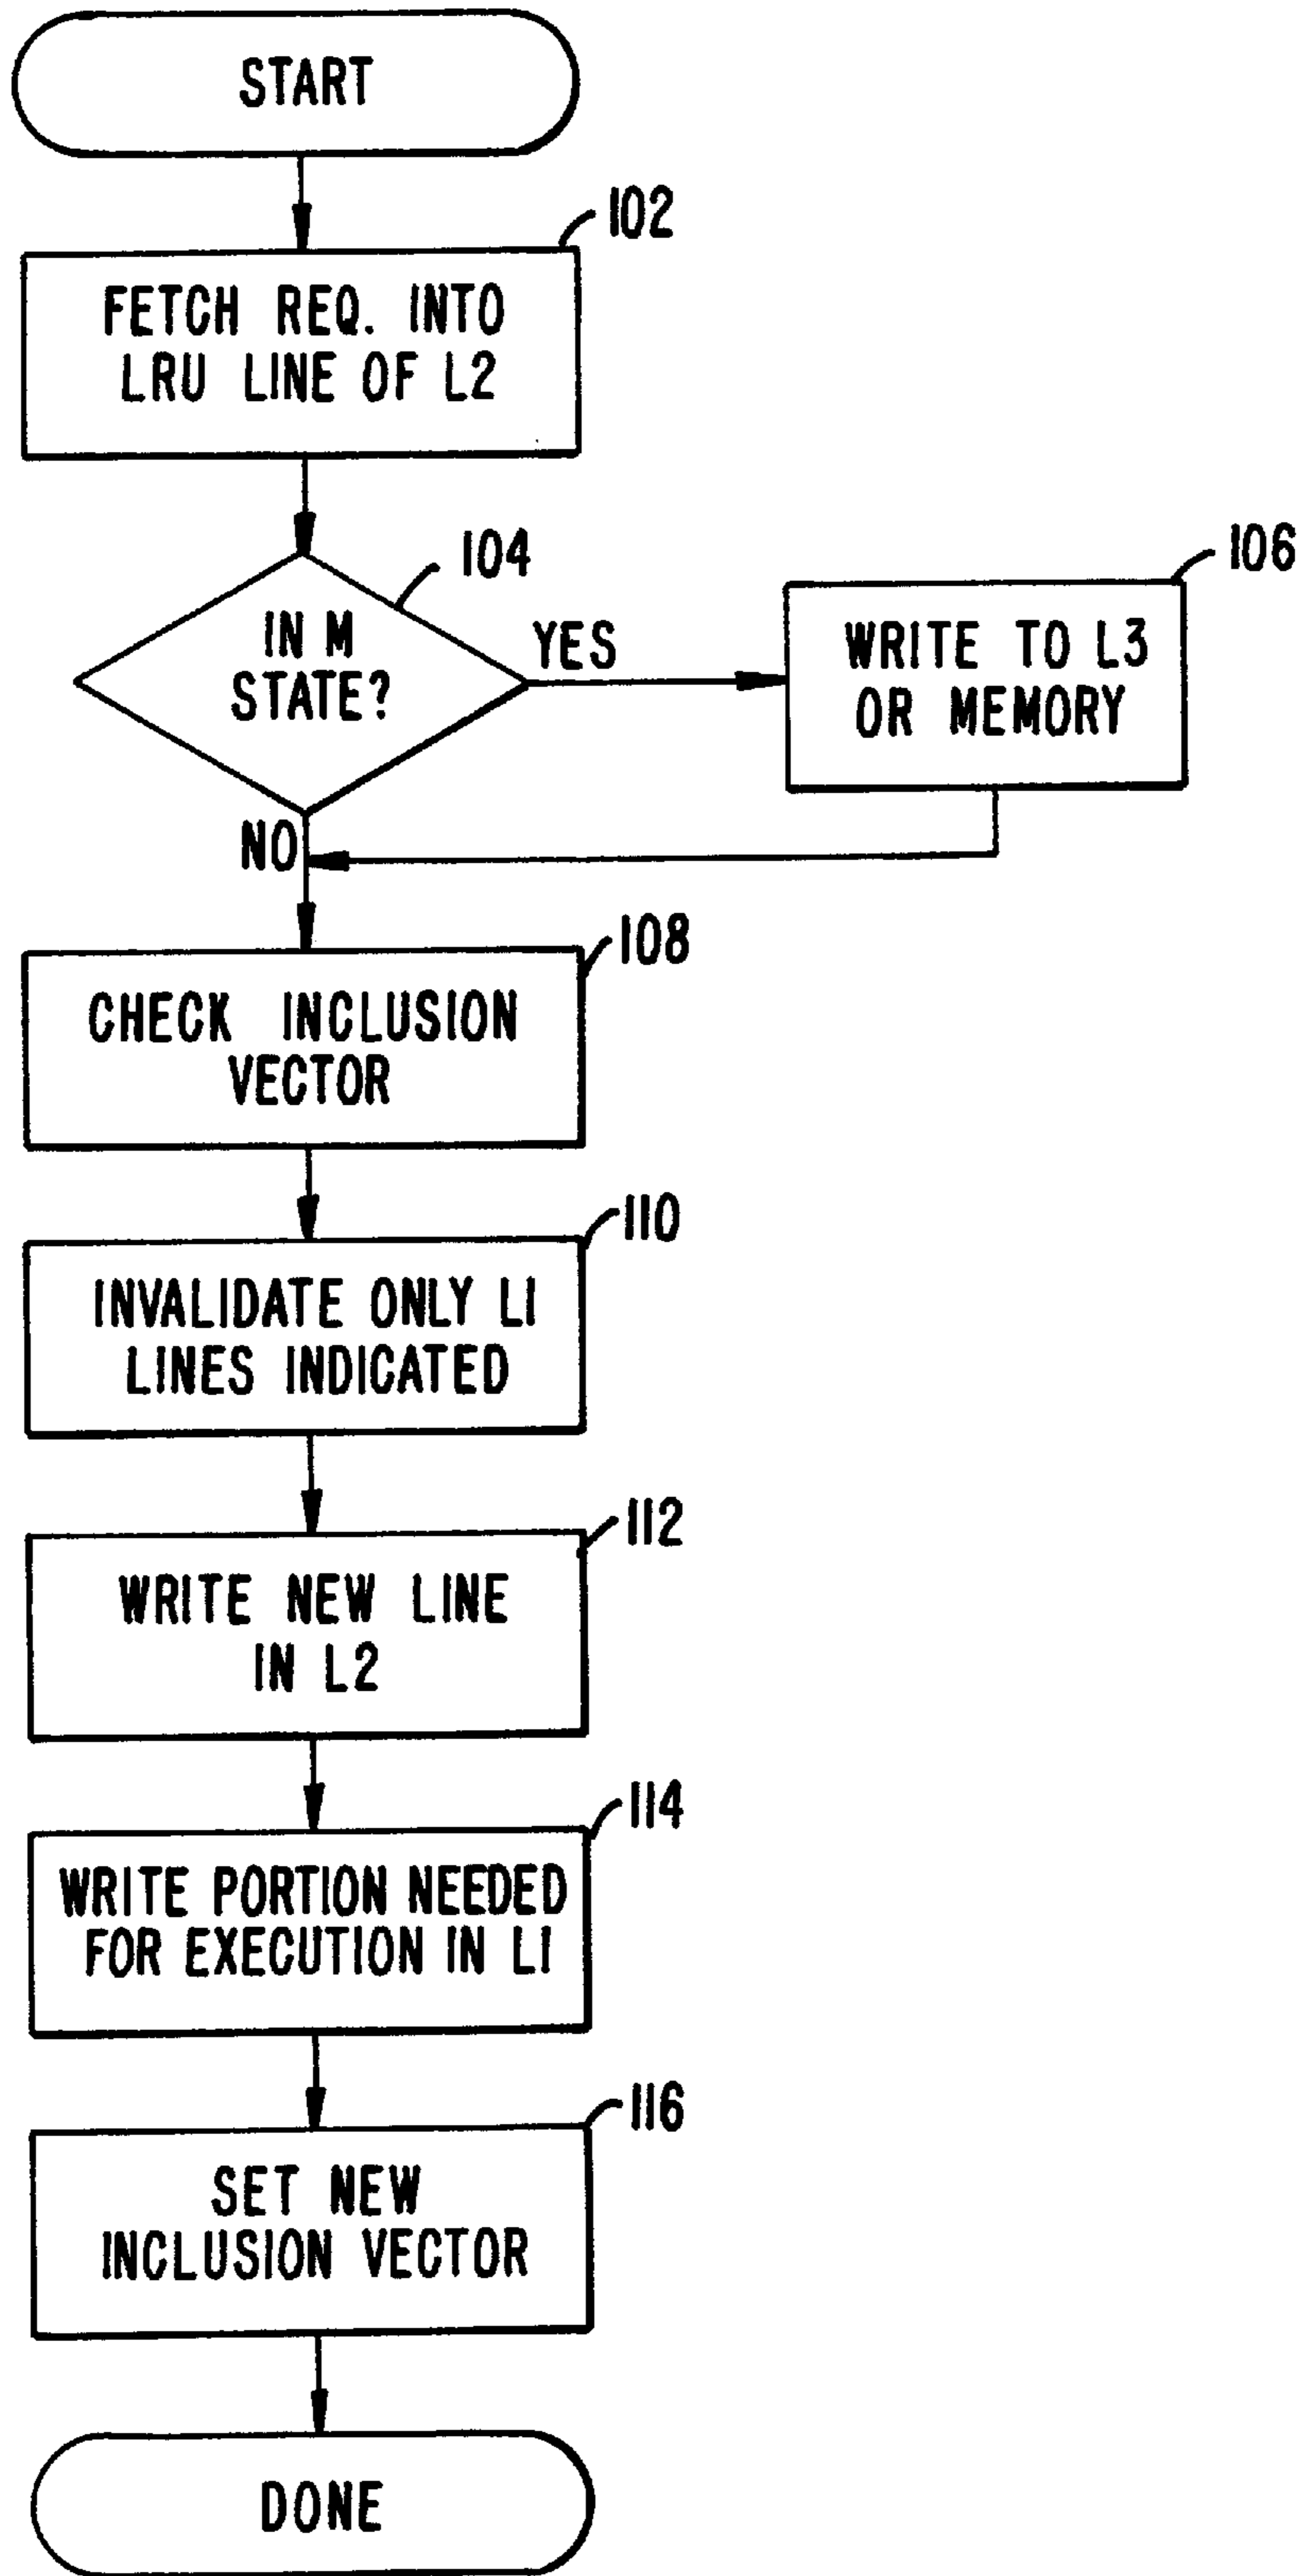 START
102
FETCH REQ. INTO
LRU LINE OF L2
104
IN M
STATE?
YES
106
WRITE TO L3
OR MEMORY
NO
108
CHECK INCLUSION
VECTOR
110
INVALIDATE ONLY L1
LINES INDICATED
112
WRITE NEW LINE
IN L2
114
WRITE PORTION NEEDED
FOR EXECUTION IN L1
116
SET NEW
INCLUSION VECTOR
DONE